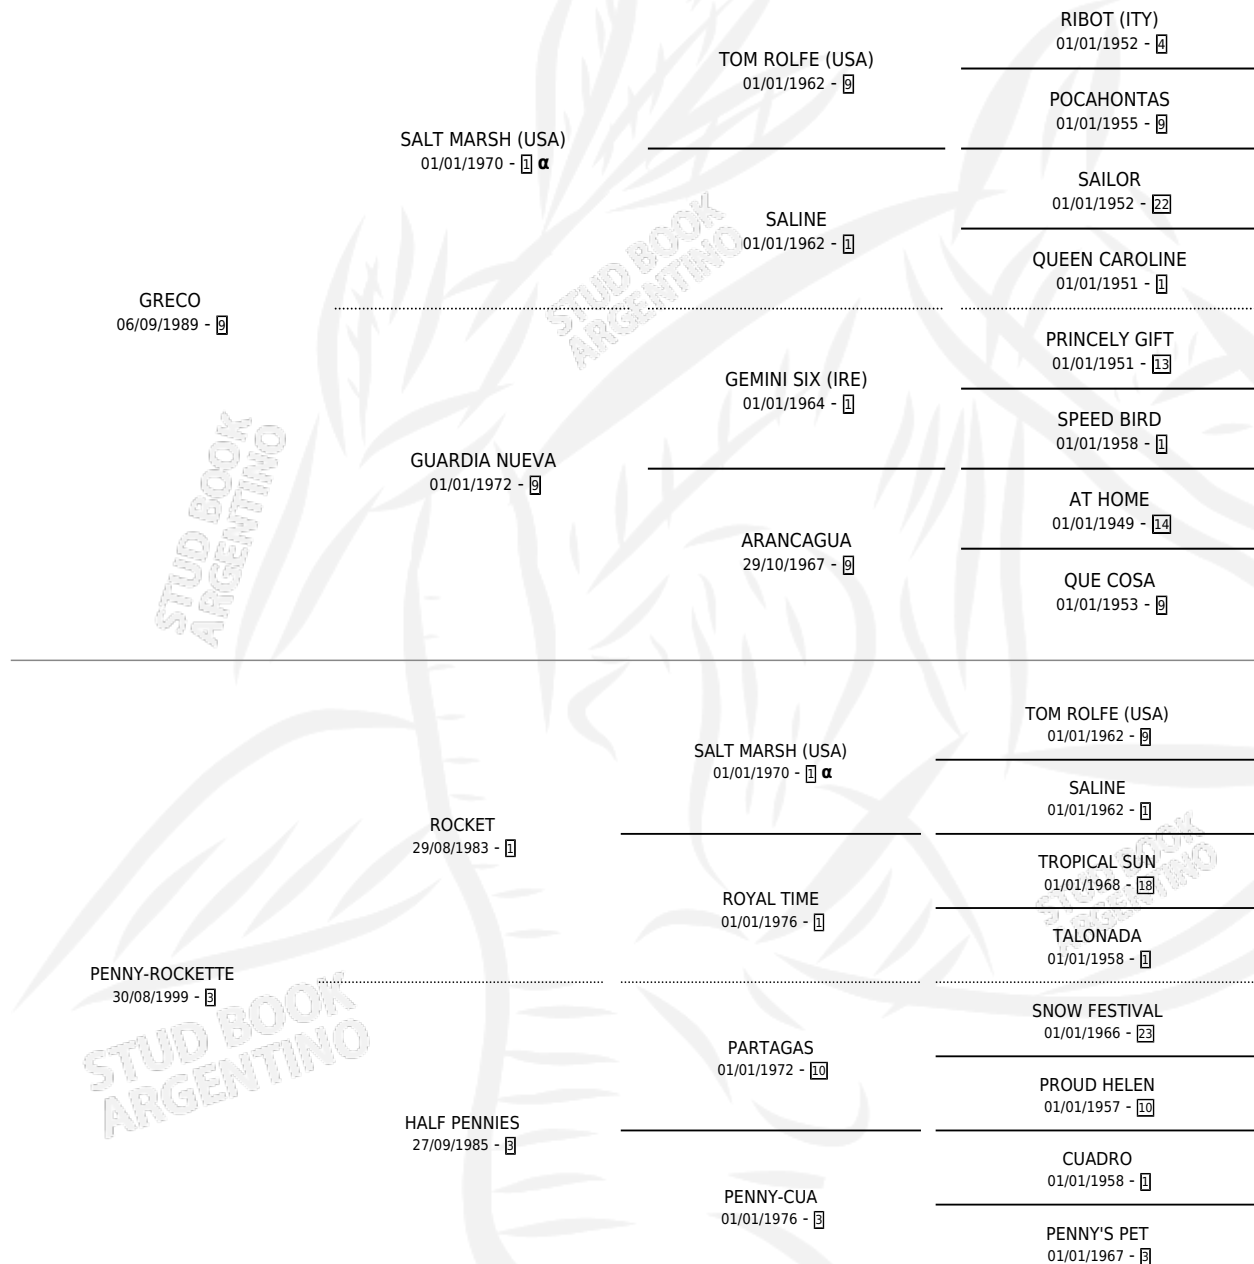 RIBOT (ITY)
01/01/1952 - 4
TOM ROLFE (USA)
01/01/1962 - 9
POCAHONTAS
01/01/1955 - 9
SALT MARSH (USA)
01/01/1970 - 1 α
SAILOR
01/01/1952 - 22
SALINE
01/01/1962 - 1
QUEEN CAROLINE
01/01/1951 - 1
GRECO
06/09/1989 - 9
PRINCELY GIFT
01/01/1951 - 13
GEMINI SIX (IRE)
01/01/1964 - 1
SPEED BIRD
01/01/1958 - 1
GUARDIA NUEVA
01/01/1972 - 9
AT HOME
01/01/1949 - 14
ARANCAGUA
29/10/1967 - 9
QUE COSA
01/01/1953 - 9
STUD BOOK
ARGENTINO
STUD BOOK
ARGENTINO
TOM ROLFE (USA)
01/01/1962 - 9
SALT MARSH (USA)
01/01/1970 - 1 α
SALINE
01/01/1962 - 1
ROCKET
29/08/1983 - 1
TROPICAL SUN
01/01/1968 - 18
ROYAL TIME
01/01/1976 - 1
TALONADA
01/01/1958 - 1
PENNY-ROCKETTE
30/08/1999 - 3
SNOW FESTIVAL
01/01/1966 - 23
PARTAGAS
01/01/1972 - 10
PROUD HELEN
01/01/1957 - 10
HALF PENNIES
27/09/1985 - 3
CUADRO
01/01/1958 - 1
PENNY-CUA
01/01/1976 - 3
PENNY'S PET
01/01/1967 - 3
STUD BOOK
ARGENTINO
STUD BOOK
ARGENTINO